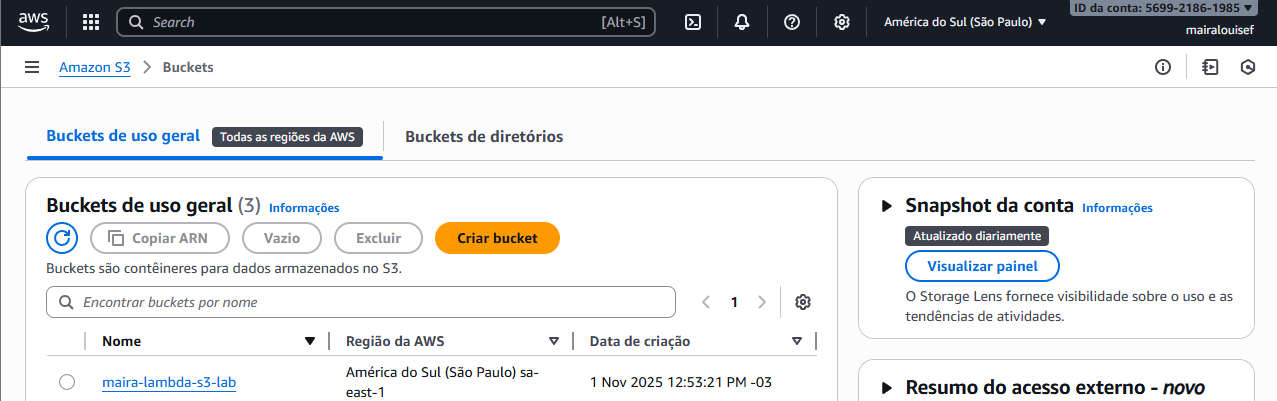 aws
Search [Alt+S]
América do Sul (São Paulo)
ID da conta: 5699-2186-1985
mairalouisef
Amazon S3
Buckets
Buckets de uso geral Todas as regiões da AWS
Buckets de diretórios
Buckets de uso geral (3) Informações
Copiar ARN
Vazio
Excluir
Criar bucket
Buckets são contêineres para dados armazenados no S3.
Encontrar buckets por nome
1
Nome
Região da AWS
Data de criação
maira-lambda-s3-lab
América do Sul (São Paulo) sa-
east-1
1 Nov 2025 12:53:21 PM -03
Snapshot da conta Informações
Atualizado diariamente
Visualizar painel
O Storage Lens fornece visibilidade sobre o uso e as
tendências de atividades.
Resumo do acesso externo - novo